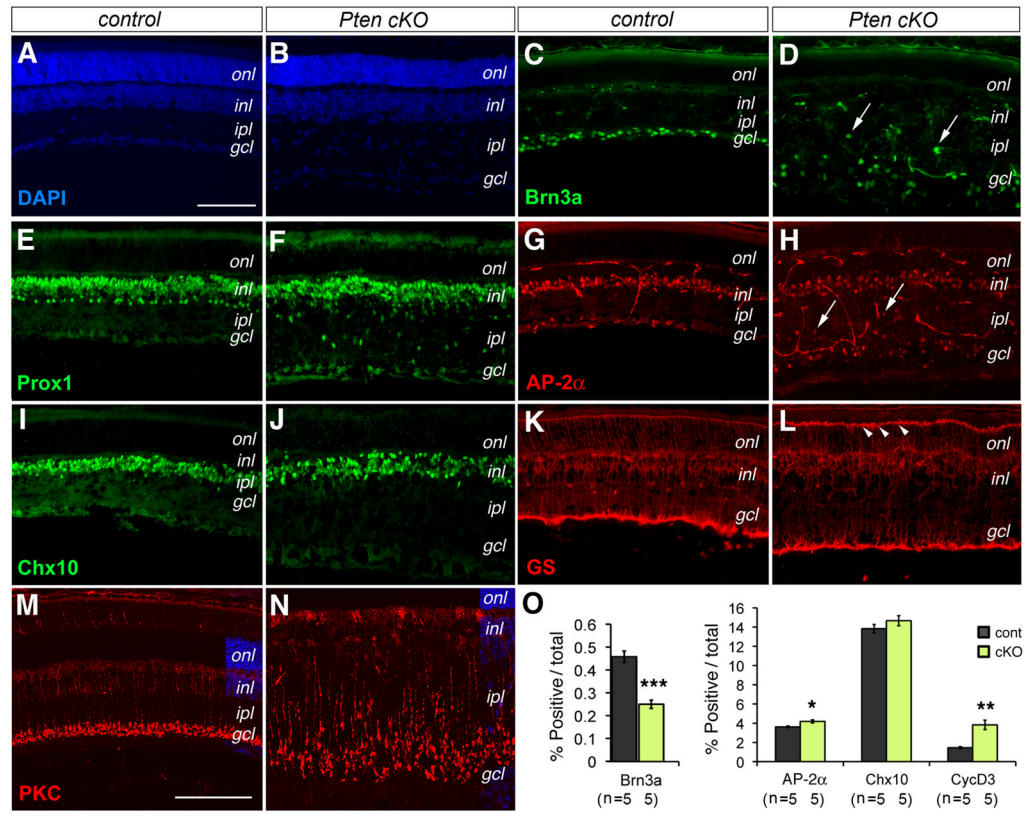 control Pten cKO control Pten cKO
A B C D
onl onl onl onl
inl inl inl inl
ipl ipl ipl ipl
gcl gcl gcl gcl
DAPI Brn3a
E F G H
onl onl onl onl
inl inl inl inl
ipl ipl ipl ipl
gcl gcl gcl gcl
Prox1 AP-2α
I J K L
onl onl onl onl
inl inl inl inl
ipl ipl
gcl gcl gcl gcl
Chx10 GS
M N O
onl onl
inl inl
ipl ipl
gcl gcl
PKC
% Positive / total
0.6
0.5
0.4
0.3
0.2
0.1
0
***
Brn3a
(n=5 5)
% Positive / total
16
14
12
10
8
6
4
2
0
* **
cont
cKO
AP-2α Chx10 CycD3
(n=5 5) (n=5 5) (n=5 5)